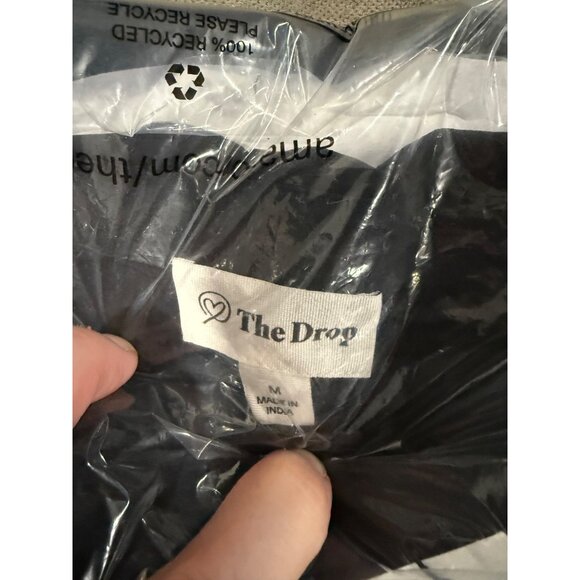 100% RECYCLED
PLEASE RECYCLE
The Drop
M
MADE IN
INDIA